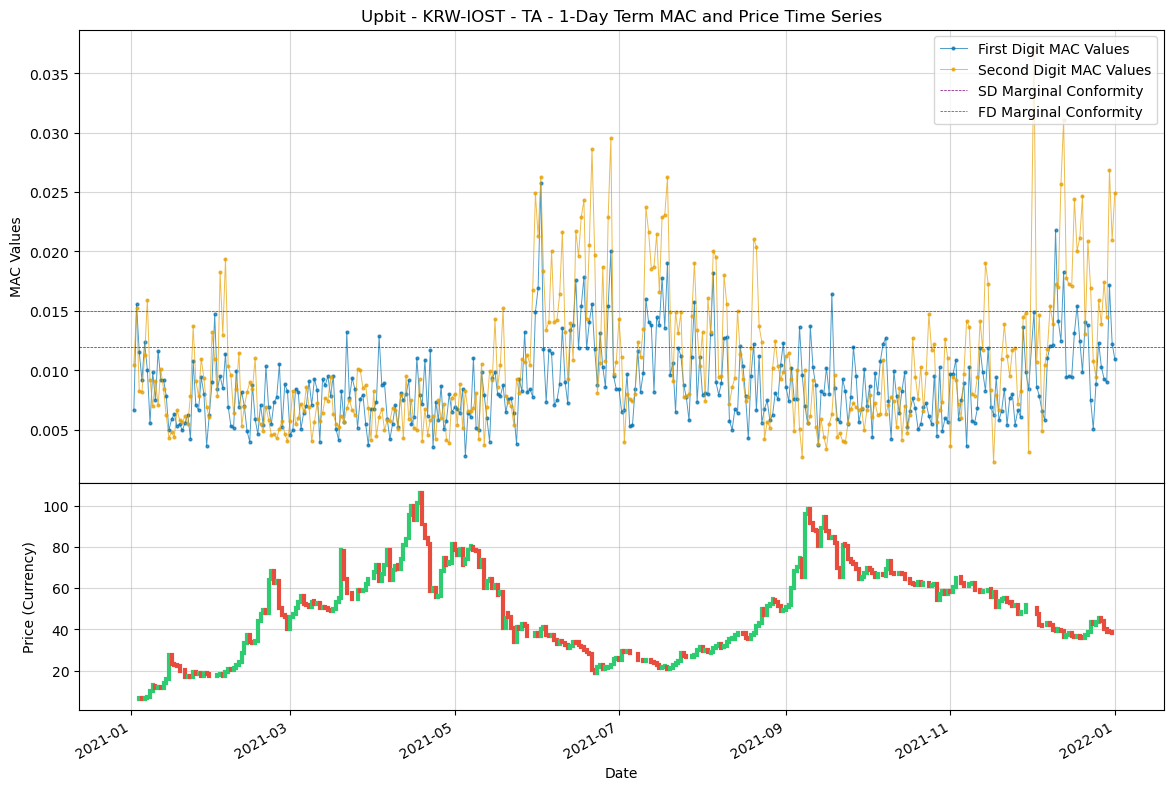 Upbit - KRW-IOST - TA - 1-Day Term MAC and Price Time Series
First Digit MAC Values
Second Digit MAC Values
SD Marginal Conformity
FD Marginal Conformity
MAC Values
0.035
0.030
0.025
0.020
0.015
0.010
0.005
Price (Currency)
100
80
60
40
20
2021-01
2021-03
2021-05
2021-07
2021-09
2021-11
2022-01
Date